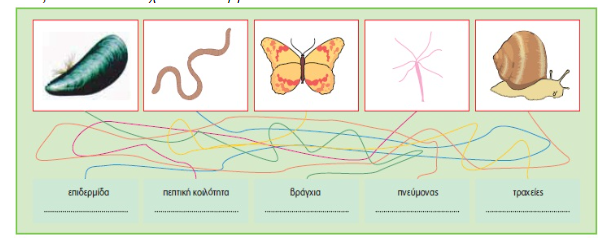 επιδερμίδα
πεπτική κοιλότητα
βράγχια
πνεύμονας
τραχείες